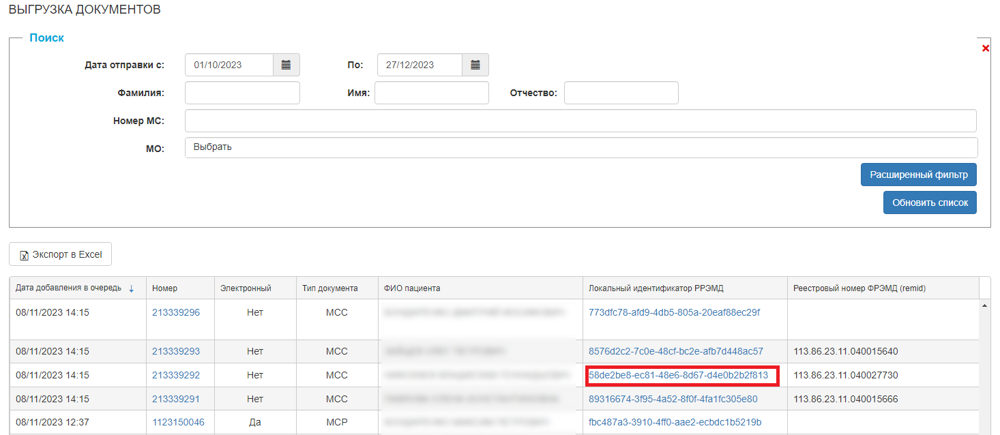 ВЫГРУЗКА ДОКУМЕНТОВ
Поиск
Дата отправки с: 01/10/2023 По: 27/12/2023
Фамилия: Имя: Отчество:
Номер МС:
МО: Выбрать
Расширенный фильтр
Обновить список
Экспорт в Excel
Дата добавления в очередь ↓ Номер Электронный Тип документа ФИО пациента Локальный идентификатор РРЭМД Реестровый номер ФРЭМД (remid)
08/11/2023 14:15 213339296 Нет МСС 773dfc78-afd9-4db5-805a-20eaf88ec29f
08/11/2023 14:15 213339293 Нет МСС 8576d2c2-7c0e-48cf-bc2e-afb7d448ac57 113.86.23.11.040015640
08/11/2023 14:15 213339292 Нет МСС 58de2be8-ec81-48e6-8d67-d4e0b2b2f813 113.86.23.11.040027730
08/11/2023 14:15 213339291 Нет МСС 89316674-3f95-4a52-8f0f-4fa1fc305e80 113.86.23.11.040015666
08/11/2023 12:37 1123150046 Да МСР fbc487a3-3910-4ff0-aae2-ecbdc1b5219b